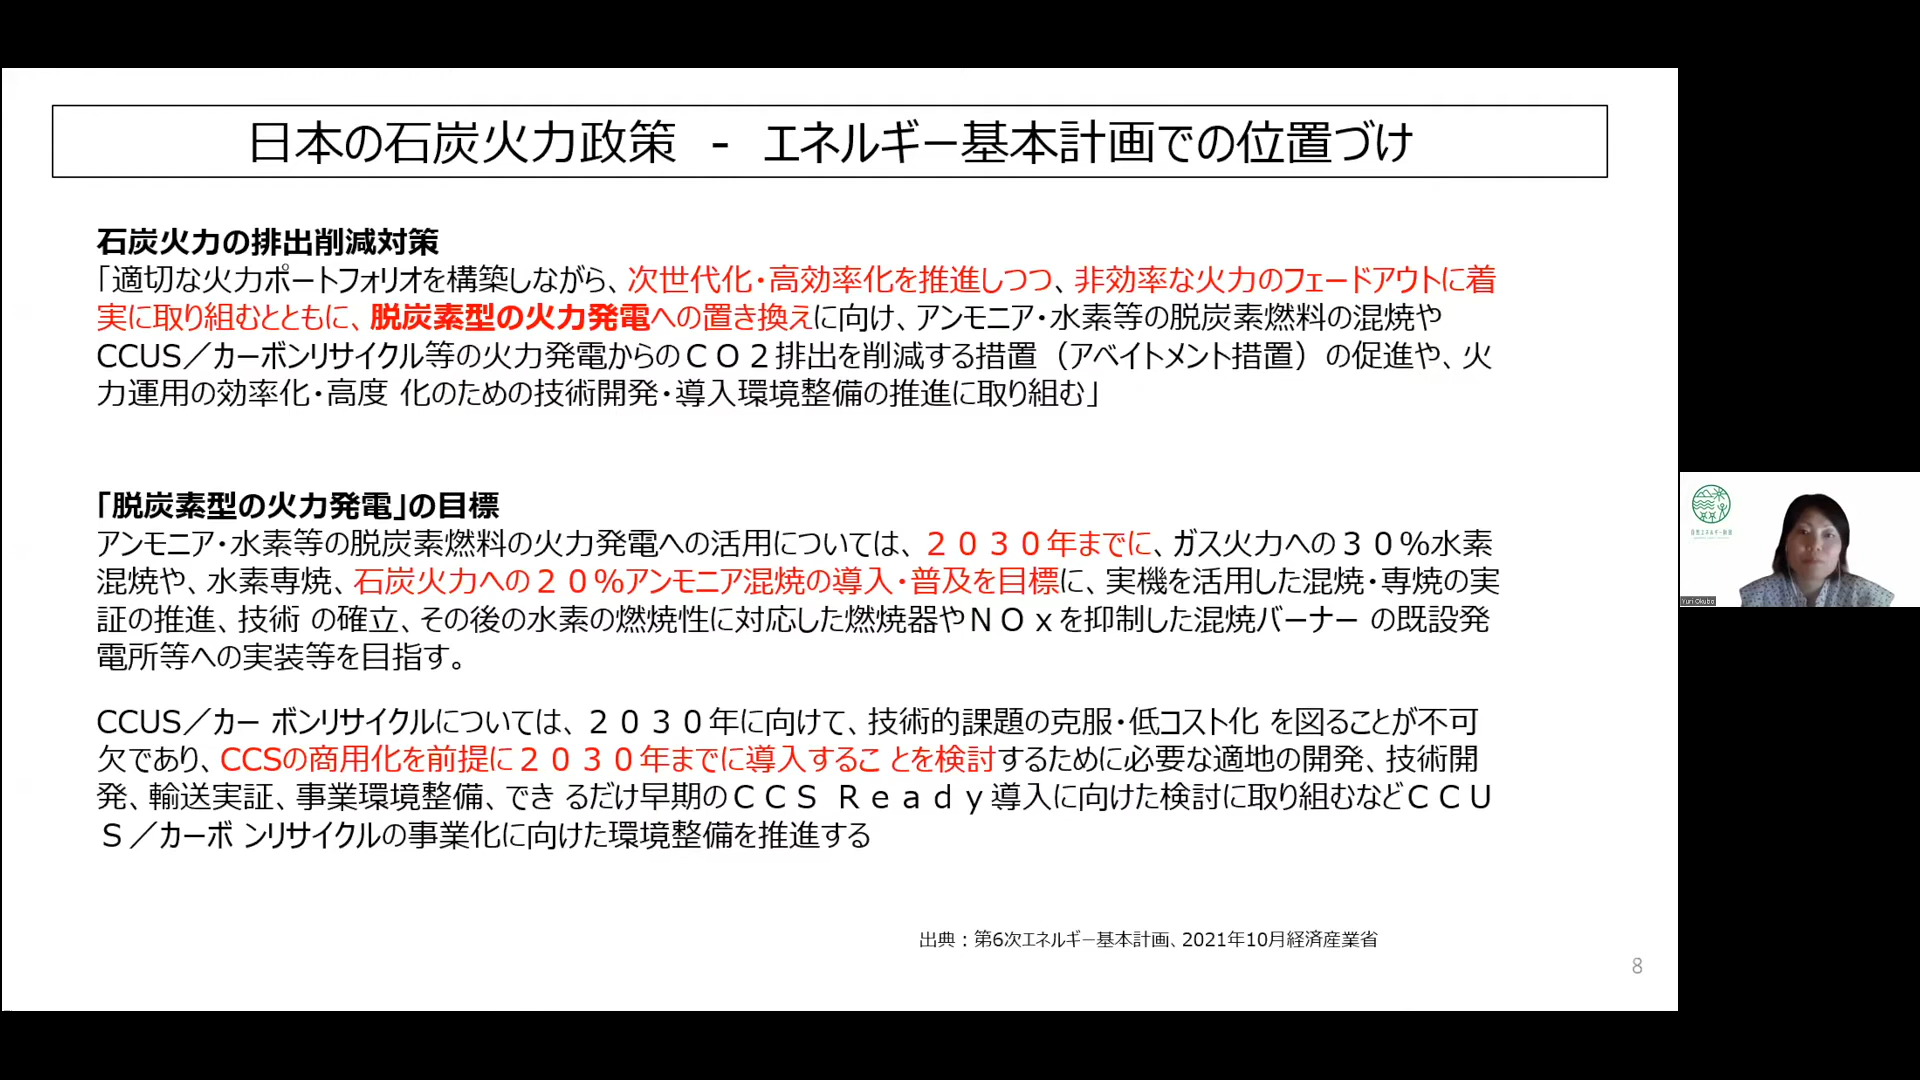 日本の石炭火力政策 - エネルギー基本計画での位置づけ
石炭火力の排出削減対策
「適切な火力ポートフォリオを構築しながら、次世代化・高効率化を推進しつつ、非効率な火力のフェードアウトに着
実に取り組むとともに、脱炭素型の火力発電への置き換えに向け、アンモニア・水素等の脱炭素燃料の混焼や
CCUS／カーボンリサイクル等の火力発電からのＣＯ２排出を削減する措置（アベイトメント措置）の促進や、火
力運用の効率化・高度 化のための技術開発・導入環境整備の推進に取り組む」
「脱炭素型の火力発電」の目標
アンモニア・水素等の脱炭素燃料の火力発電への活用については、２０３０年までに、ガス火力への３０％水素
混焼や、水素専焼、石炭火力への２０％アンモニア混焼の導入・普及を目標に、実機を活用した混焼・専焼の実
証の推進、技術 の確立、その後の水素の燃焼性に対応した燃焼器やＮＯｘを抑制した混焼バーナー の既設発
電所等への実装等を目指す。
CCUS／カー ボンリサイクルについては、２０３０年に向けて、技術的課題の克服・低コスト化 を図ることが不可
欠であり、CCSの商用化を前提に２０３０年までに導入するこ とを検討するために必要な適地の開発、技術開
発、輸送実証、事業環境整備、でき るだけ早期のＣＣＳ Ｒｅａｄｙ導入に向けた検討に取り組むなどＣＣＵ
Ｓ／カーボ ンリサイクルの事業化に向けた環境整備を推進する
出典：第6次エネルギー基本計画、2021年10月経済産業省
8
自然エネルギー財団
Yuri Okubo